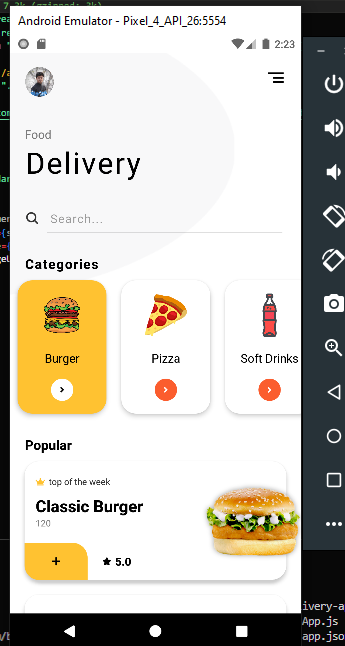 Android Emulator - Pixel_4_API_26:5554
2:23
Food
Delivery
Search...
Categories
Burger
Pizza
Soft Drinks
Popular
top of the week
Classic Burger
120
+
5.0
ivery-a
App.js
app.jso